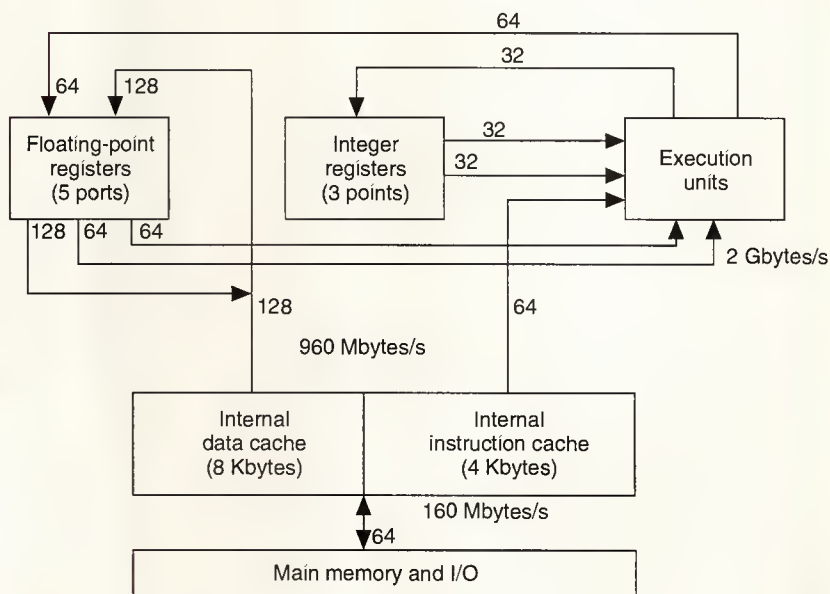 64
32
64
128
Floating-point
registers
(5 ports)
Integer
registers
(3 points)
32
32
Execution
units
128
64
64
2 Gbytes/s
128
64
960 Mbytes/s
Internal
data cache
(8 Kbytes)
Internal
instruction cache
(4 Kbytes)
160 Mbytes/s
64
Main memory and I/O